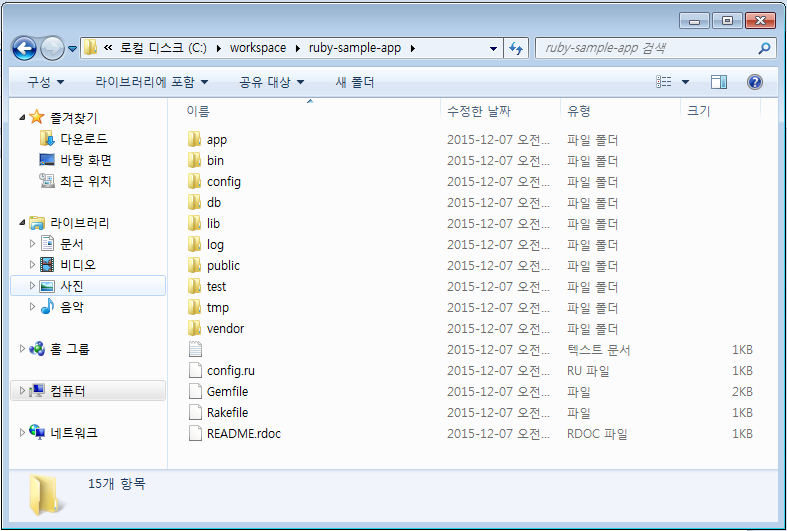 « 로컬 디스크 (C:) workspace ruby-sample-app ruby-sample-app 검색
구성 라이브러리에 포함 공유 대상 새 폴더
즐겨찾기
다운로드
바탕 화면
최근 위치
라이브러리
문서
비디오
사진
음악
홈 그룹
컴퓨터
네트워크
이름 수정한 날짜 유형 크기
app 2015-12-07 오전... 파일 폴더
bin 2015-12-07 오전... 파일 폴더
config 2015-12-07 오전... 파일 폴더
db 2015-12-07 오전... 파일 폴더
lib 2015-12-07 오전... 파일 폴더
log 2015-12-07 오전... 파일 폴더
public 2015-12-07 오전... 파일 폴더
test 2015-12-07 오전... 파일 폴더
tmp 2015-12-07 오전... 파일 폴더
vendor 2015-12-07 오전... 파일 폴더
2015-12-07 오전... 텍스트 문서 1KB
config.ru 2015-12-07 오전... RU 파일 1KB
Gemfile 2015-12-07 오전... 파일 2KB
Rakefile 2015-12-07 오전... 파일 1KB
README.rdoc 2015-12-07 오전... RDOC 파일 1KB
15개 항목